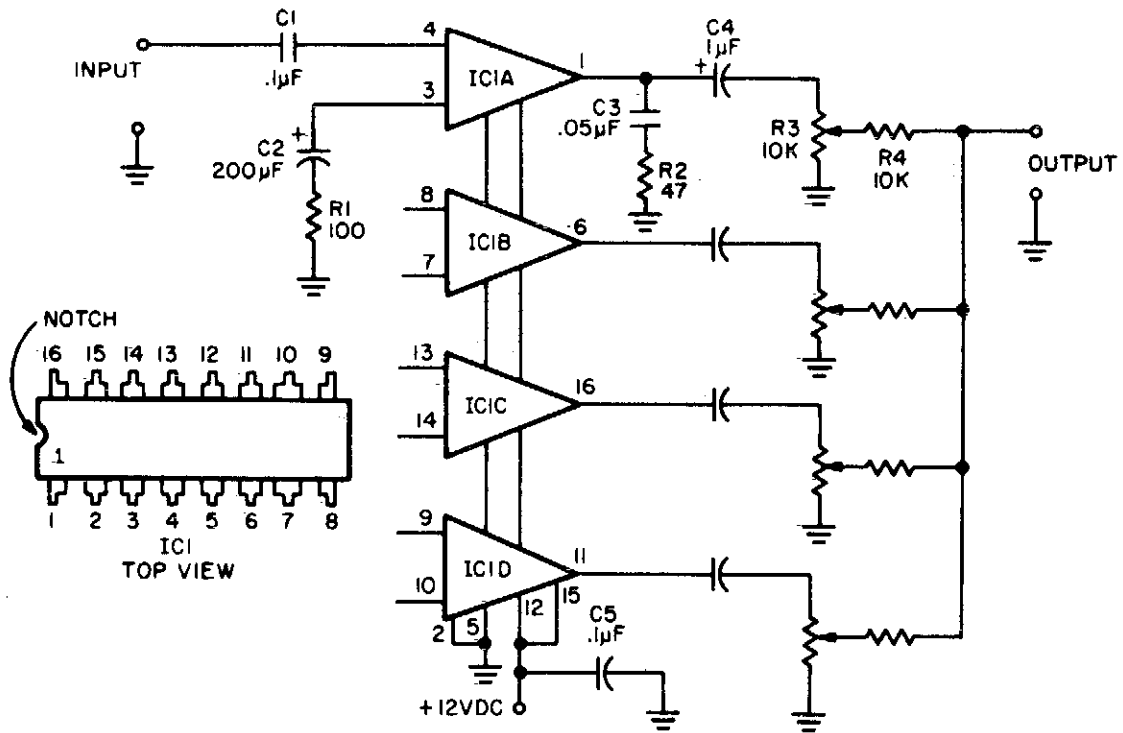 C1
.1µF
INPUT
4
3
IC1A
1
C4
1µF
+
C3
.05µF
R2
47
R3
10K
R4
10K
OUTPUT
+
C2
200µF
R1
100
8
7
IC1B
6
NOTCH
16 15 14 13 12 11 10 9
1
1 2 3 4 5 6 7 8
IC1
TOP VIEW
13
14
IC1C
16
9
10
IC1D
11
2
5
12
15
C5
.1µF
+12VDC